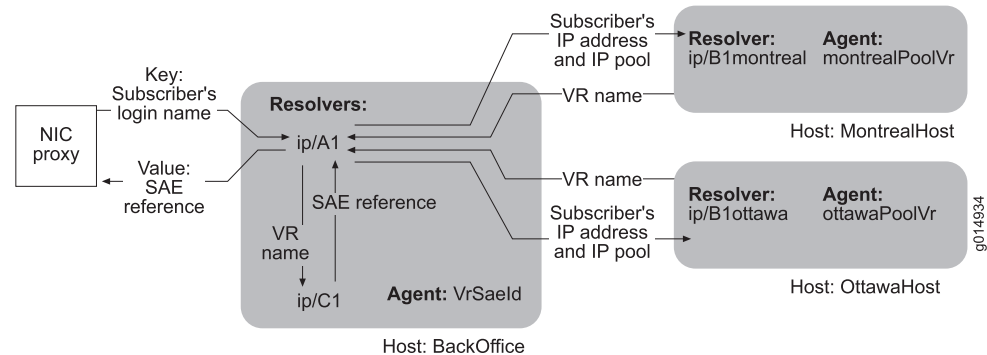 Key:
Subscriber's
login name
NIC
proxy
Value:
SAE
reference
Resolvers:
ip/A1
SAE reference
VR
name
ip/C1
Agent: VrSaeId
Host: BackOffice
Subscriber's
IP address
and IP pool
VR name
Resolver: Agent:
ip/B1montreal montrealPoolVr
Host: MontrealHost
VR name
Subscriber's
IP address
and IP pool
Resolver: Agent:
ip/B1ottawa ottawaPoolVr
Host: OttawaHost
g014934